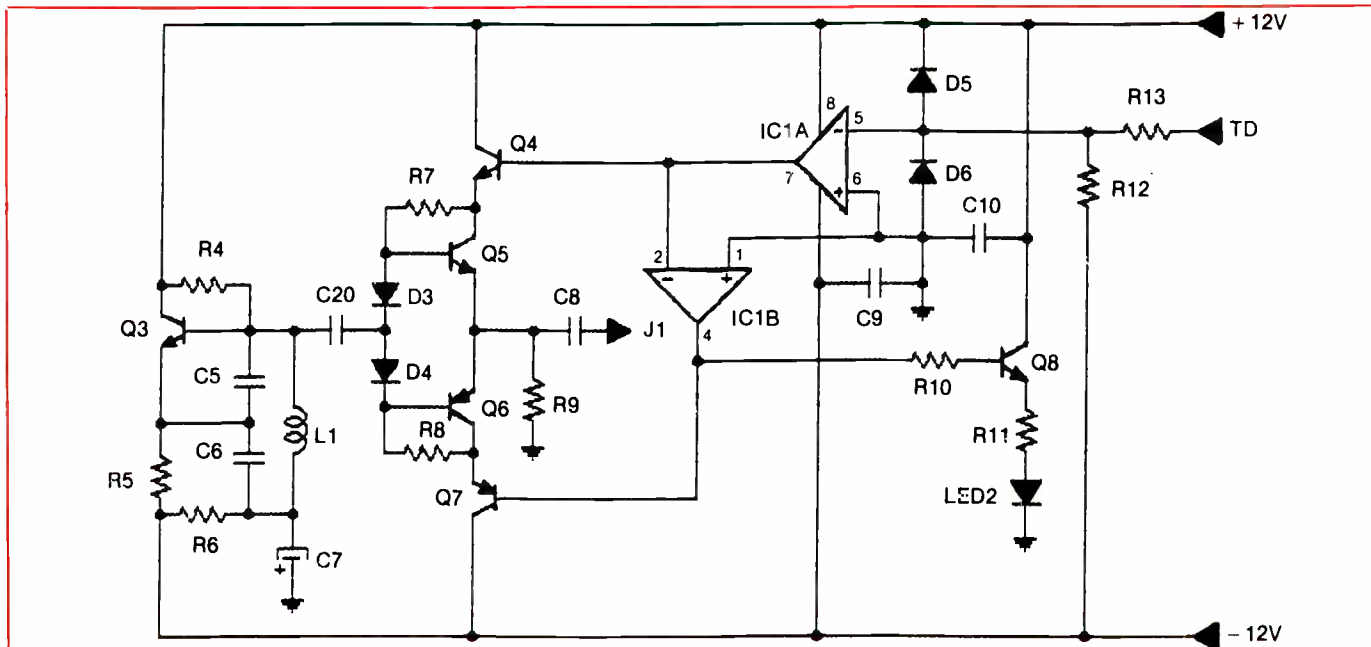 + 12V
D5
R13
8
IC1A
5
-
TD
Q4
7
6
+
D6
R12
R7
C10
R4
Q5
2
-
1
+
C20
D3
C8
C9
Q3
J1
IC1B
4
D4
Q8
C5
R10
Q6
R9
L1
R8
R11
C6
R5
Q7
LED2
R6
C7
+
- 12V